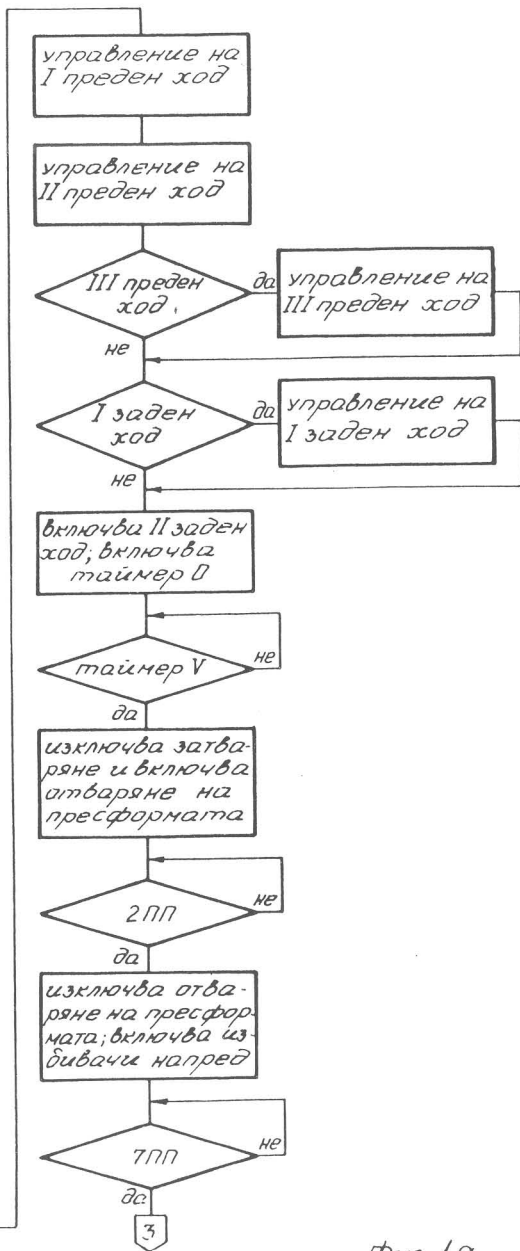 управление на
I преден ход
управление на
II преден ход
III преден
ход
да
управление на
III преден ход
не
I заден
ход
да
управление на
I заден ход
не
включва II заден
ход; включва
таймер
таймер V
не
да
изключва затва-
ряне и включва
отваряне на
пресформата
2ПП
не
да
изключва отва-
ряне на пресфор-
мата; включва из-
бивачи напред
7ПП
не
да
3